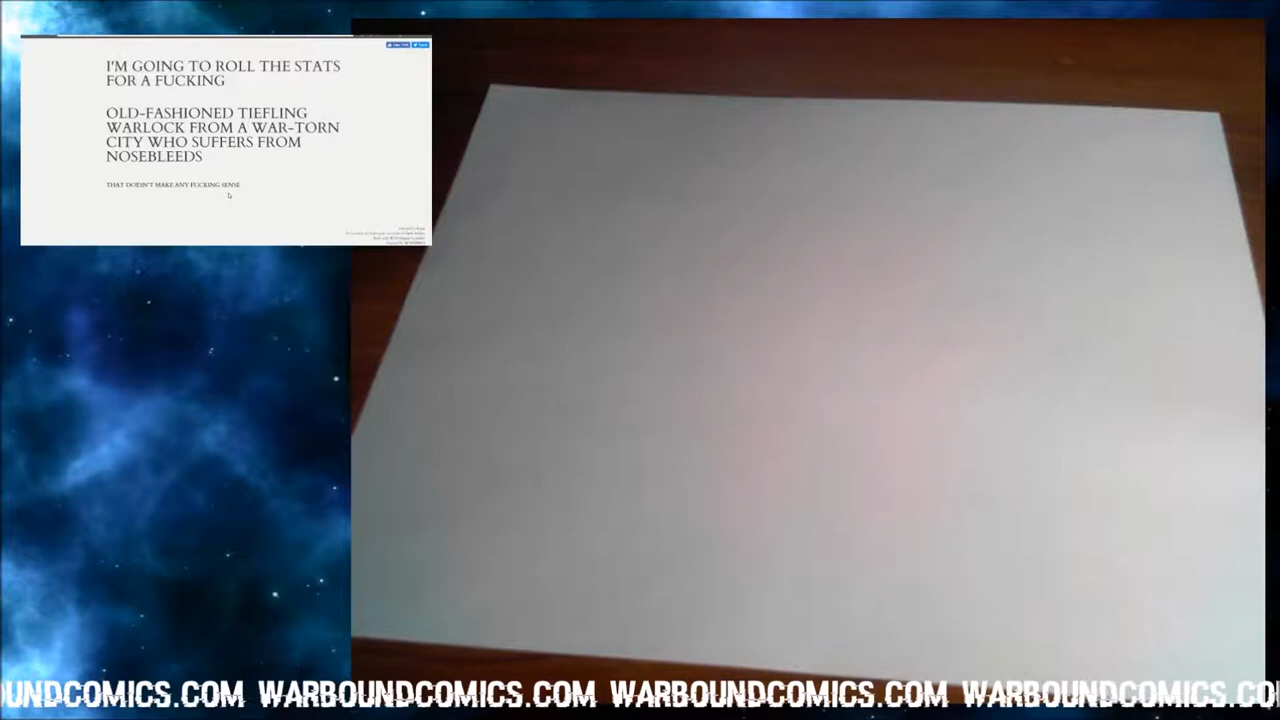 I'M GOING TO ROLL THE STATS
FOR A FUCKING
OLD-FASHIONED TIEFLING
WARLOCK FROM A WAR-TORN
CITY WHO SUFFERS FROM
NOSEBLEEDS
THAT DOESN'T MAKE ANY FUCKING SENSE
OUNDCOMICS.COM WARBOUNDCOMICS.COM WARBOUNDCOMICS.COM WARBOUNDCOMICS.CO